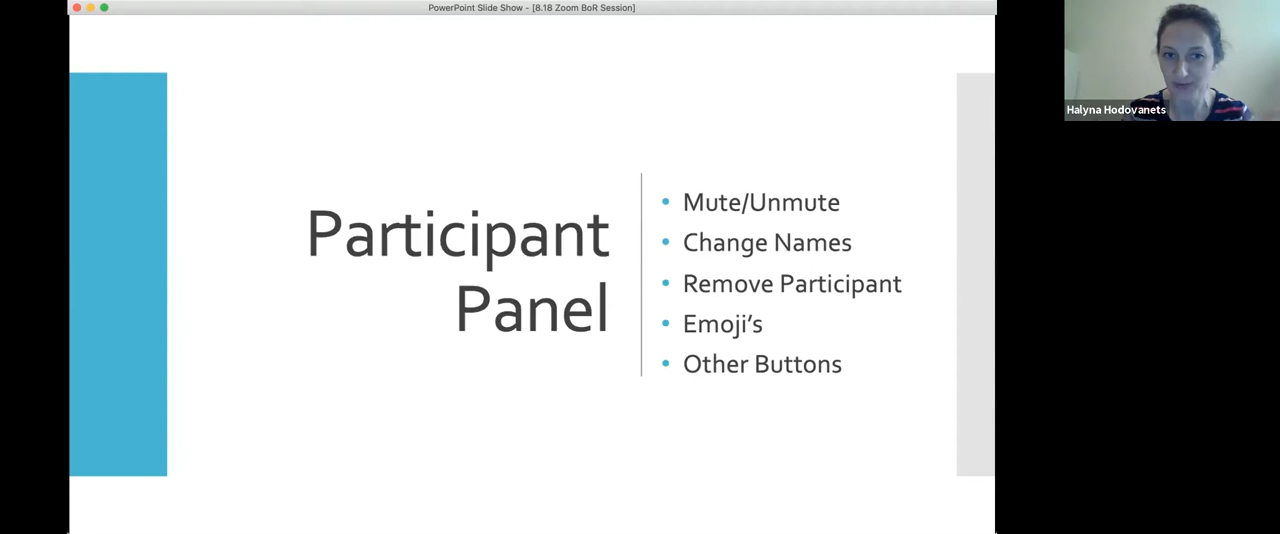 PowerPoint Slide Show - [8.18 Zoom BoR Session]
Halyna Hodovanets
Participant
Panel
Mute/Unmute
Change Names
Remove Participant
Emoji's
Other Buttons